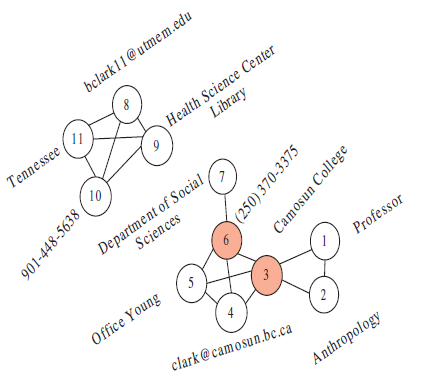 bclark11@utmem.edu
8
Health Science Center
Library
11
9
Tennessee
10
901-448-5638
7
(250) 370-3375
Department of Social
Sciences
Camosun College
6
1
Professor
3
5
2
4
Office Young
clark@camosun.bc.ca
Anthropology